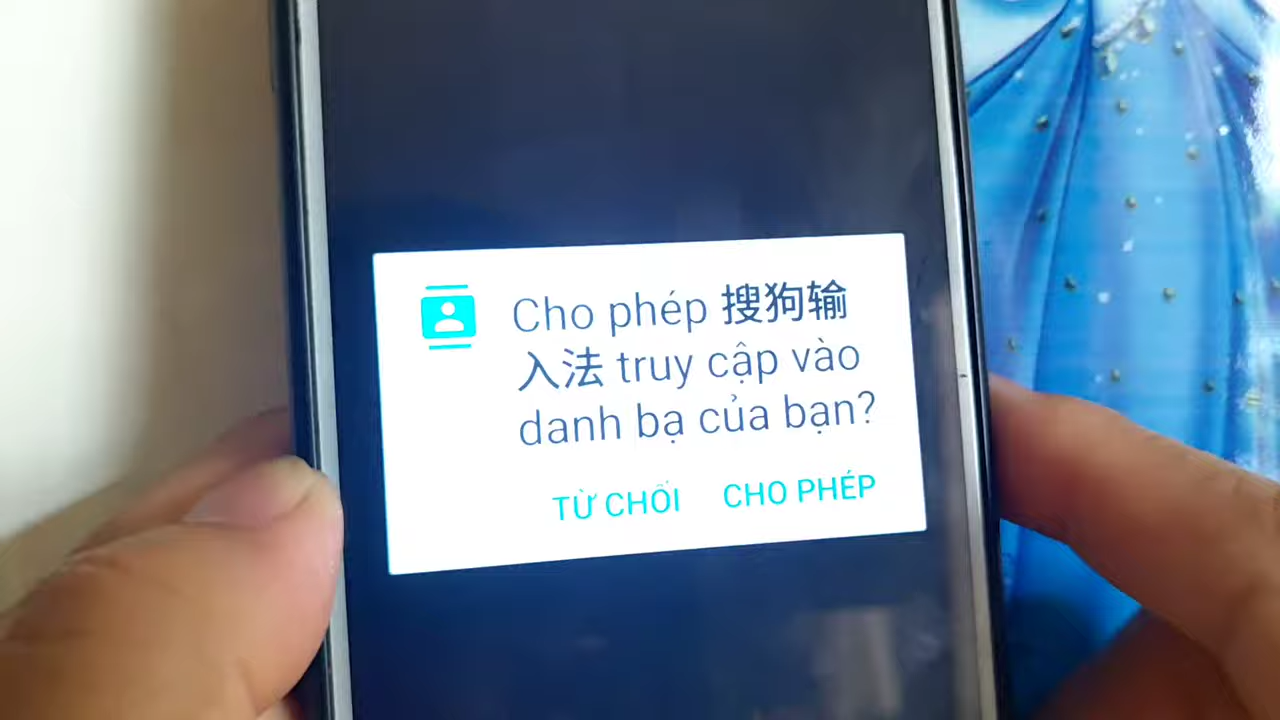 Cho phép 搜狗输
入法 truy cập vào
danh bạ của bạn?
TỪ CHỐI CHO PHÉP